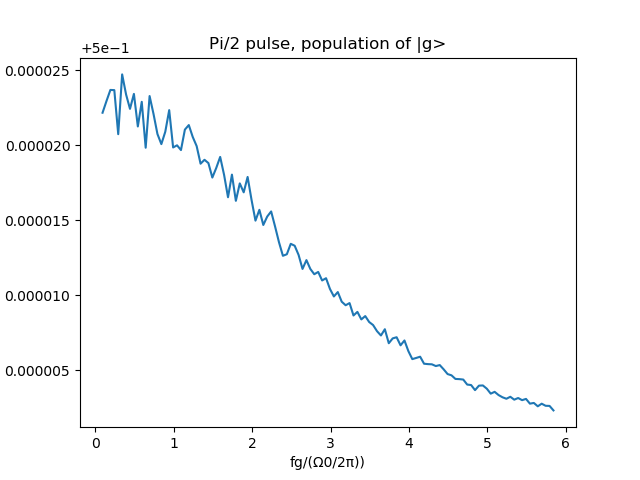 Pi/2 pulse, population of |g>
+5e−1
0.000025
0.000020
0.000015
0.000010
0.000005
0 1 2 3 4 5 6
fg/(Ω0/2π))